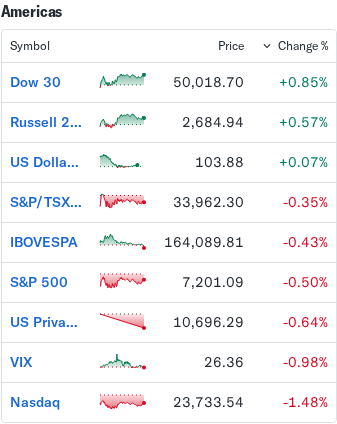 Americas
Symbol Price Change %
Dow 30 50,018.70 +0.85%
Russell 2... 2,684.94 +0.57%
US Dolla... 103.88 +0.07%
S&P/TSX... 33,962.30 -0.35%
IBOVESPA 164,089.81 -0.43%
S&P 500 7,201.09 -0.50%
US Priva... 10,696.29 -0.64%
VIX 26.36 -0.98%
Nasdaq 23,733.54 -1.48%